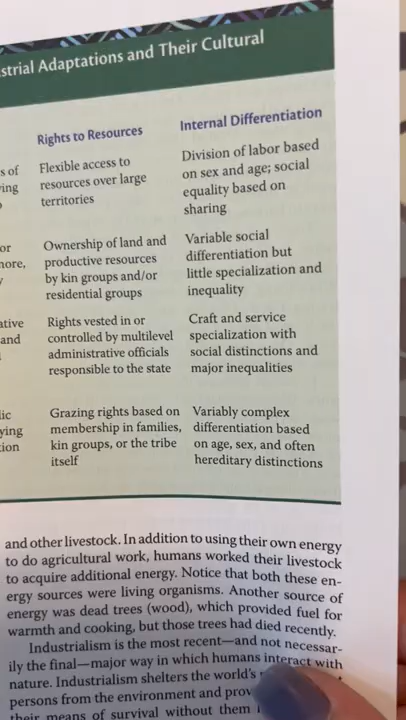 strial Adaptations and Their Cultural
Rights to Resources
Internal Differentiation
s of
ving
Flexible access to
resources over large
territories
Division of labor based
on sex and age; social
equality based on
sharing
or
more,
Ownership of land and
productive resources
by kin groups and/or
residential groups
Variable social
differentiation but
little specialization and
inequality
ative
and
Rights vested in or
controlled by multilevel
administrative officials
responsible to the state
Craft and service
specialization with
social distinctions and
major inequalities
lic
ying
tion
Grazing rights based on
membership in families,
kin groups, or the tribe
itself
Variably complex
differentiation based
on age, sex, and often
hereditary distinctions
and other livestock. In addition to using their own energy
to do agricultural work, humans worked their livestock
to acquire additional energy. Notice that both these en-
ergy sources were living organisms. Another source of
energy was dead trees (wood), which provided fuel for
warmth and cooking, but those trees had died recently.
Industrialism is the most recent—and not necessar-
ily the final—major way in which humans interact with
nature. Industrialism shelters the world's
persons from the environment and prov
their means of survival without them